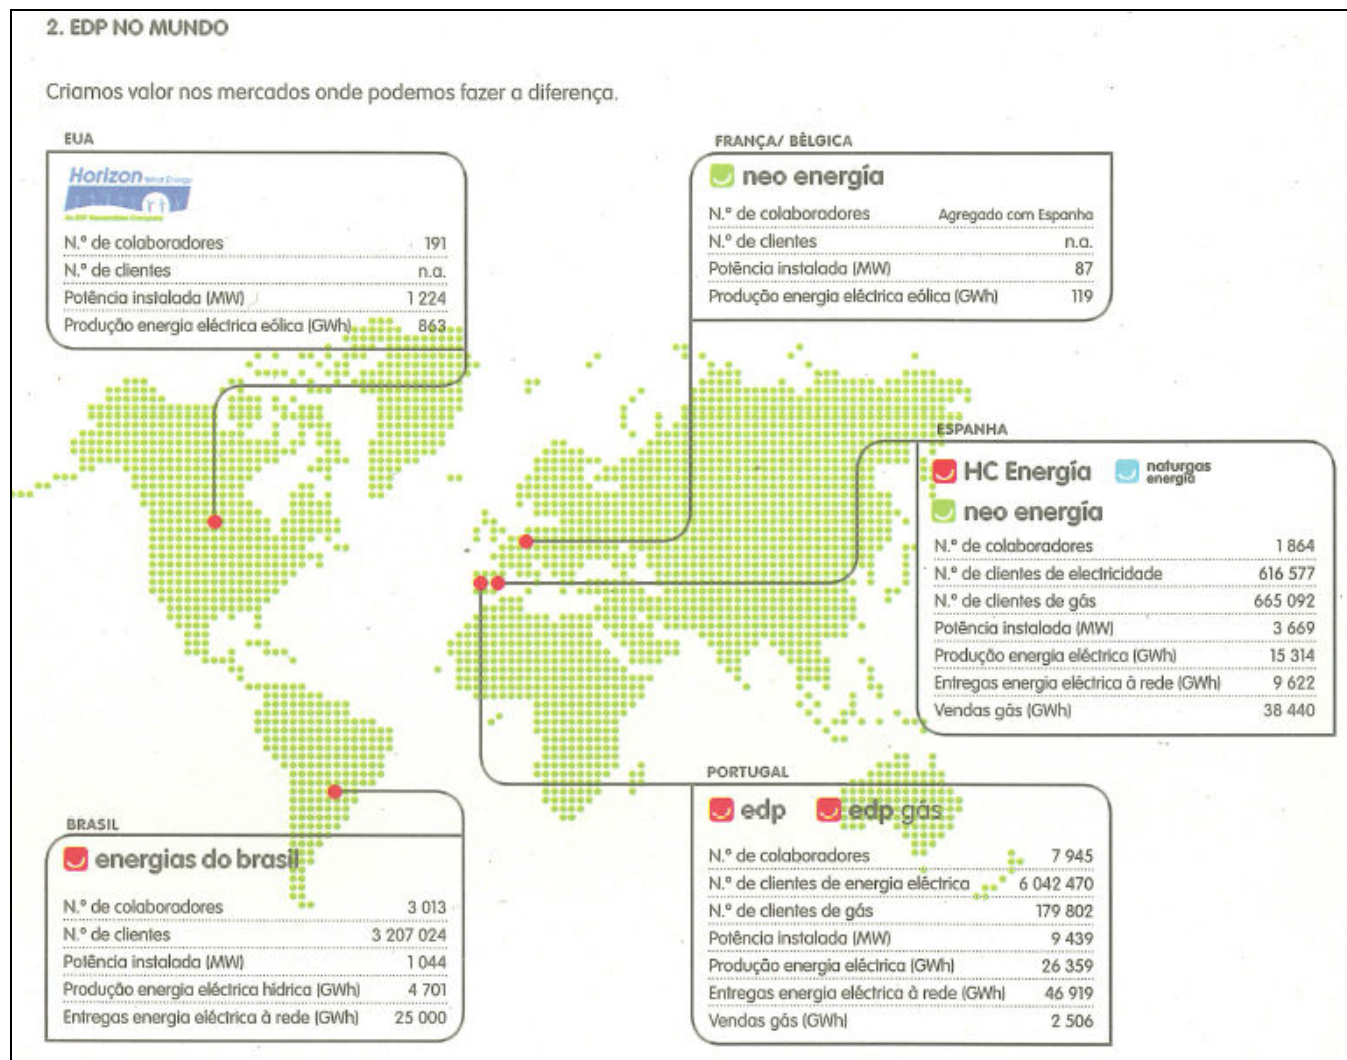 2. EDP NO MUNDO
Criamos valor nos mercados onde podemos fazer a diferença.
EUA
Horizon Wind Energy
N.º de colaboradores 191
N.º de clientes n.a.
Potência instalada (MW) 1 224
Produção energia eléctrica eólica (GWh) 863
FRANÇA/ BÉLGICA
neo energía
N.º de colaboradores Agregado com Espanha
N.º de clientes n.a.
Potência instalada (MW) 87
Produção energia eléctrica eólica (GWh) 119
ESPANHA
HC Energía naturgas energía
neo energía
N.º de colaboradores 1 864
N.º de clientes de electricidade 616 577
N.º de clientes de gás 665 092
Potência instalada (MW) 3 669
Produção energia eléctrica (GWh) 15 314
Entregas energia eléctrica à rede (GWh) 9 622
Vendas gás (GWh) 38 440
BRASIL
energias do brasil
N.º de colaboradores 3 013
N.º de clientes 3 207 024
Potência instalada (MW) 1 044
Produção energia eléctrica hídrica (GWh) 4 701
Entregas energia eléctrica à rede (GWh) 25 000
PORTUGAL
edp edp gás
N.º de colaboradores 7 945
N.º de clientes de energia eléctrica 6 042 470
N.º de clientes de gás 179 802
Potência instalada (MW) 9 439
Produção energia eléctrica (GWh) 26 359
Entregas energia eléctrica à rede (GWh) 46 919
Vendas gás (GWh) 2 506